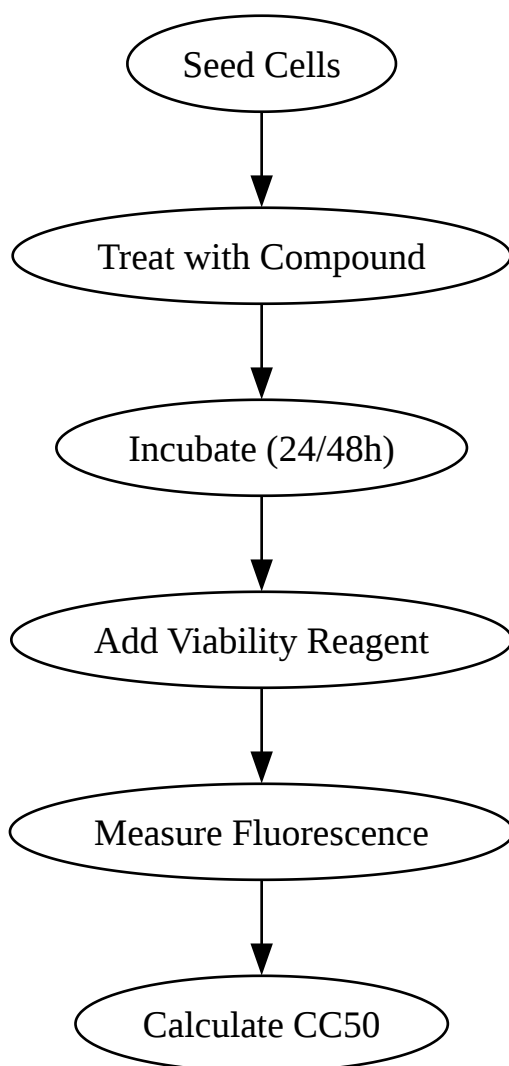 Seed Cells
Treat with Compound
Incubate (24/48h)
Add Viability Reagent
Measure Fluorescence
Calculate CC50